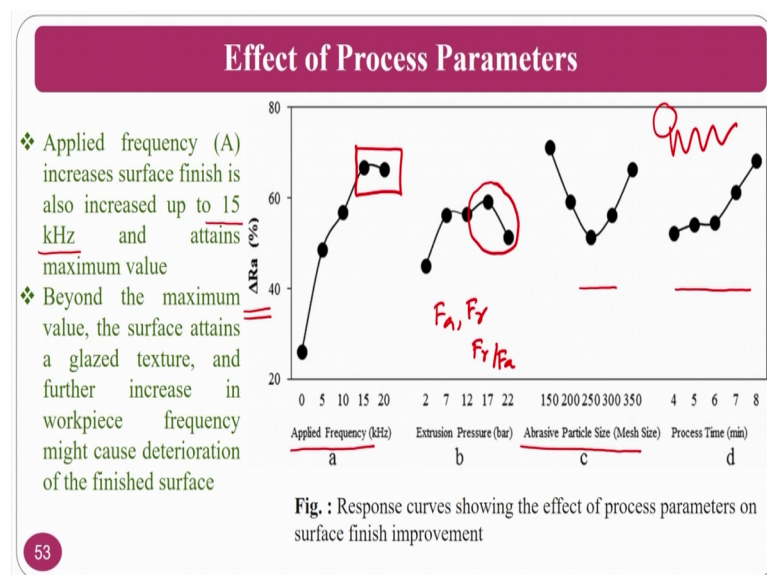 Effect of Process Parameters
❖ Applied frequency (A)
increases surface finish is
also increased up to 15
kHz and attains
maximum value
❖ Beyond the maximum
value, the surface attains
a glazed texture, and
further increase in
workpiece frequency
might cause deterioration
of the finished surface
ΔRa (%)
80
60
40
20
Fa, Fr
Fr/Fa
0 5 10 15 20
2 7 12 17 22
150 200 250 300 350
4 5 6 7 8
Applied Frequency (kHz)
Extrusion Pressure (bar)
Abrasive Particle Size (Mesh Size)
Process Time (min)
a
b
c
d
Fig. : Response curves showing the effect of process parameters on
surface finish improvement
53